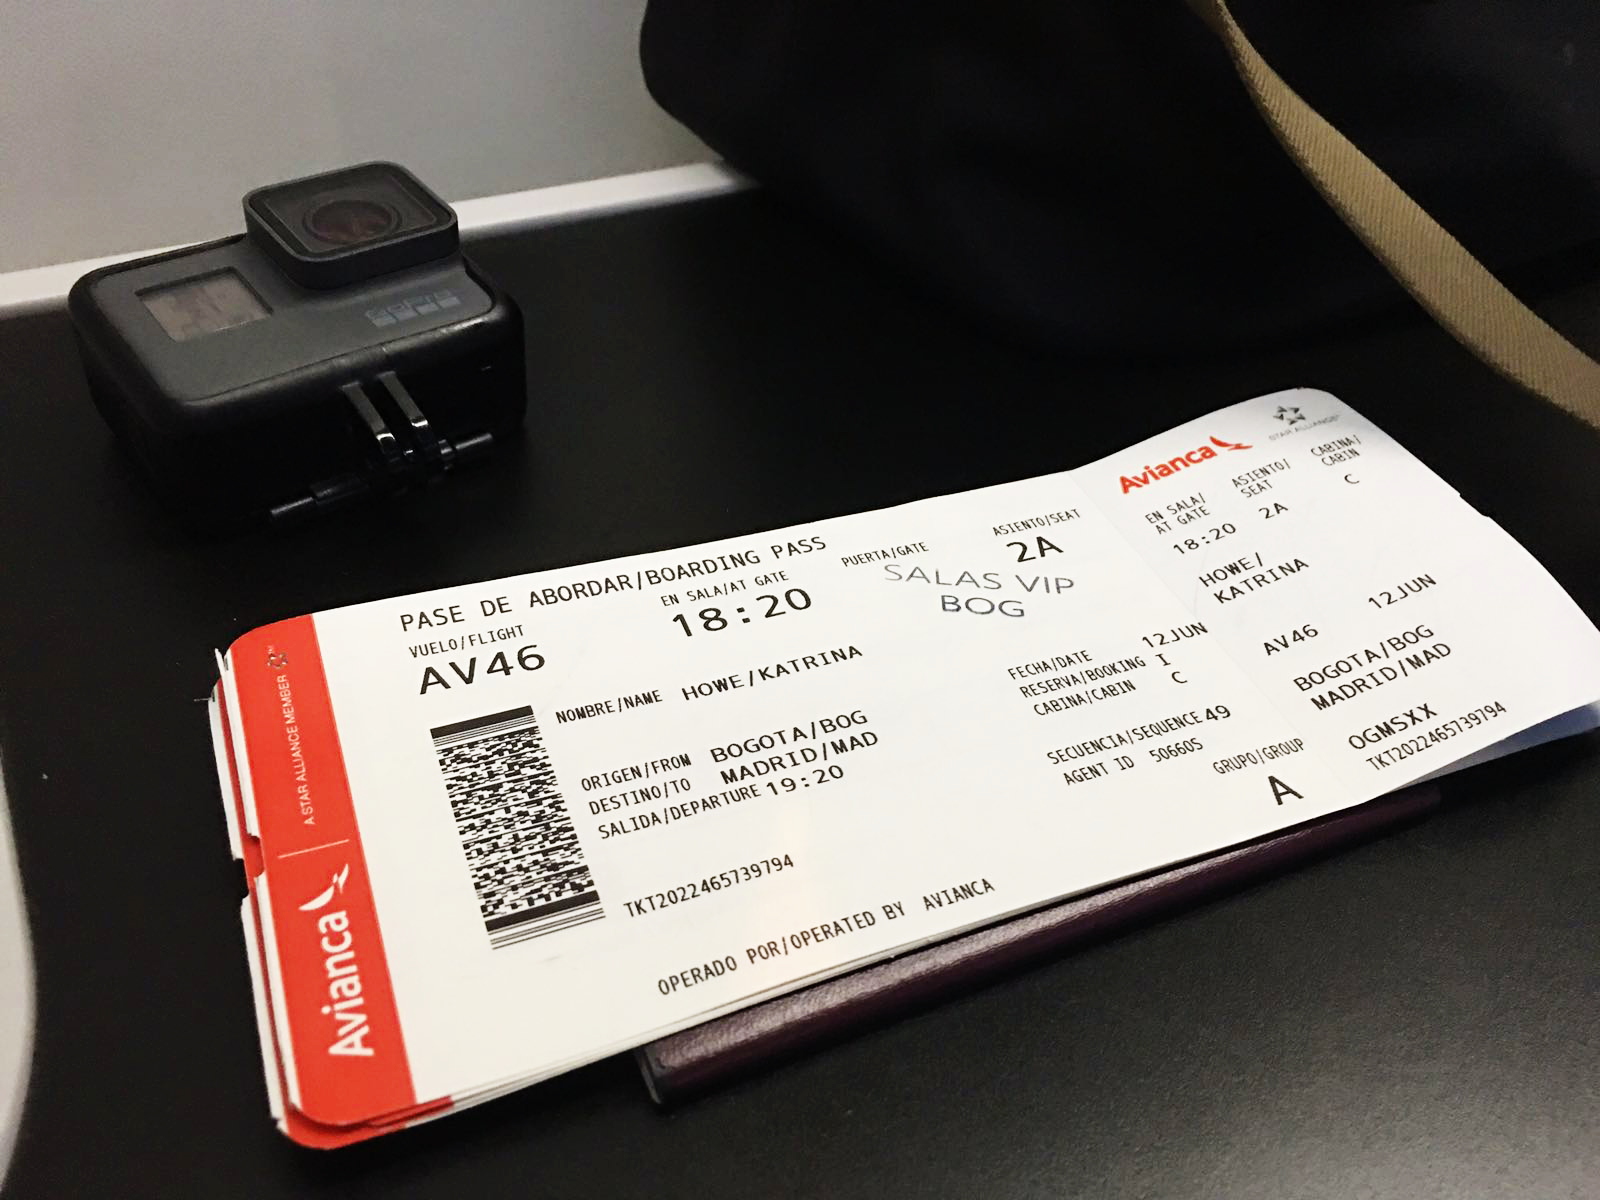 GoPro
PASE DE ABORDAR/BOARDING PASS
VUELO/FLIGHT
AV46
EN SALA/AT GATE
18:20
PUERTA/GATE
SALAS VIP
BOG
ASIENTO/SEAT
2A
NOMBRE/NAME HOWE/KATRINA
ORIGEN/FROM BOGOTA/BOG
DESTINO/TO MADRID/MAD
SALIDA/DEPARTURE 19:20
TKT2022465739794
OPERADO POR/OPERATED BY AVIANCA
FECHA/DATE 12JUN
RESERVA/BOOKING I
CABINA/CABIN C
SECUENCIA/SEQUENCE 49
AGENT ID 506605
GRUPO/GROUP
A
Avianca
A STAR ALLIANCE MEMBER
Avianca
STAR ALLIANCE
EN SALA/
AT GATE
18:20
ASIENTO/
SEAT
2A
CABINA/
CABIN
C
HOWE/
KATRINA
AV46 12JUN
BOGOTA/BOG
MADRID/MAD
OGMSXX
TKT2022465739794